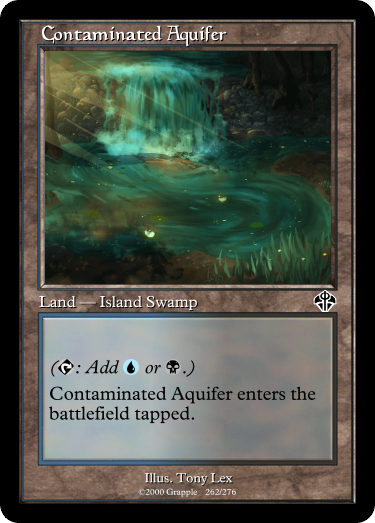 Contaminated Aquifer
Land — Island Swamp
(: Add or .)
Contaminated Aquifer enters the
battlefield tapped.
Illus. Tony Lex
©2000 Grapple 262/276